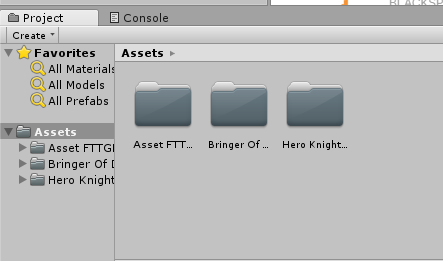 BLACKSP
Project
Console
Create
Favorites
All Materials
All Models
All Prefabs
Assets
Asset FTTG
Bringer Of D
Hero Knight
Assets
Asset FTT...
Bringer Of ...
Hero Knight...